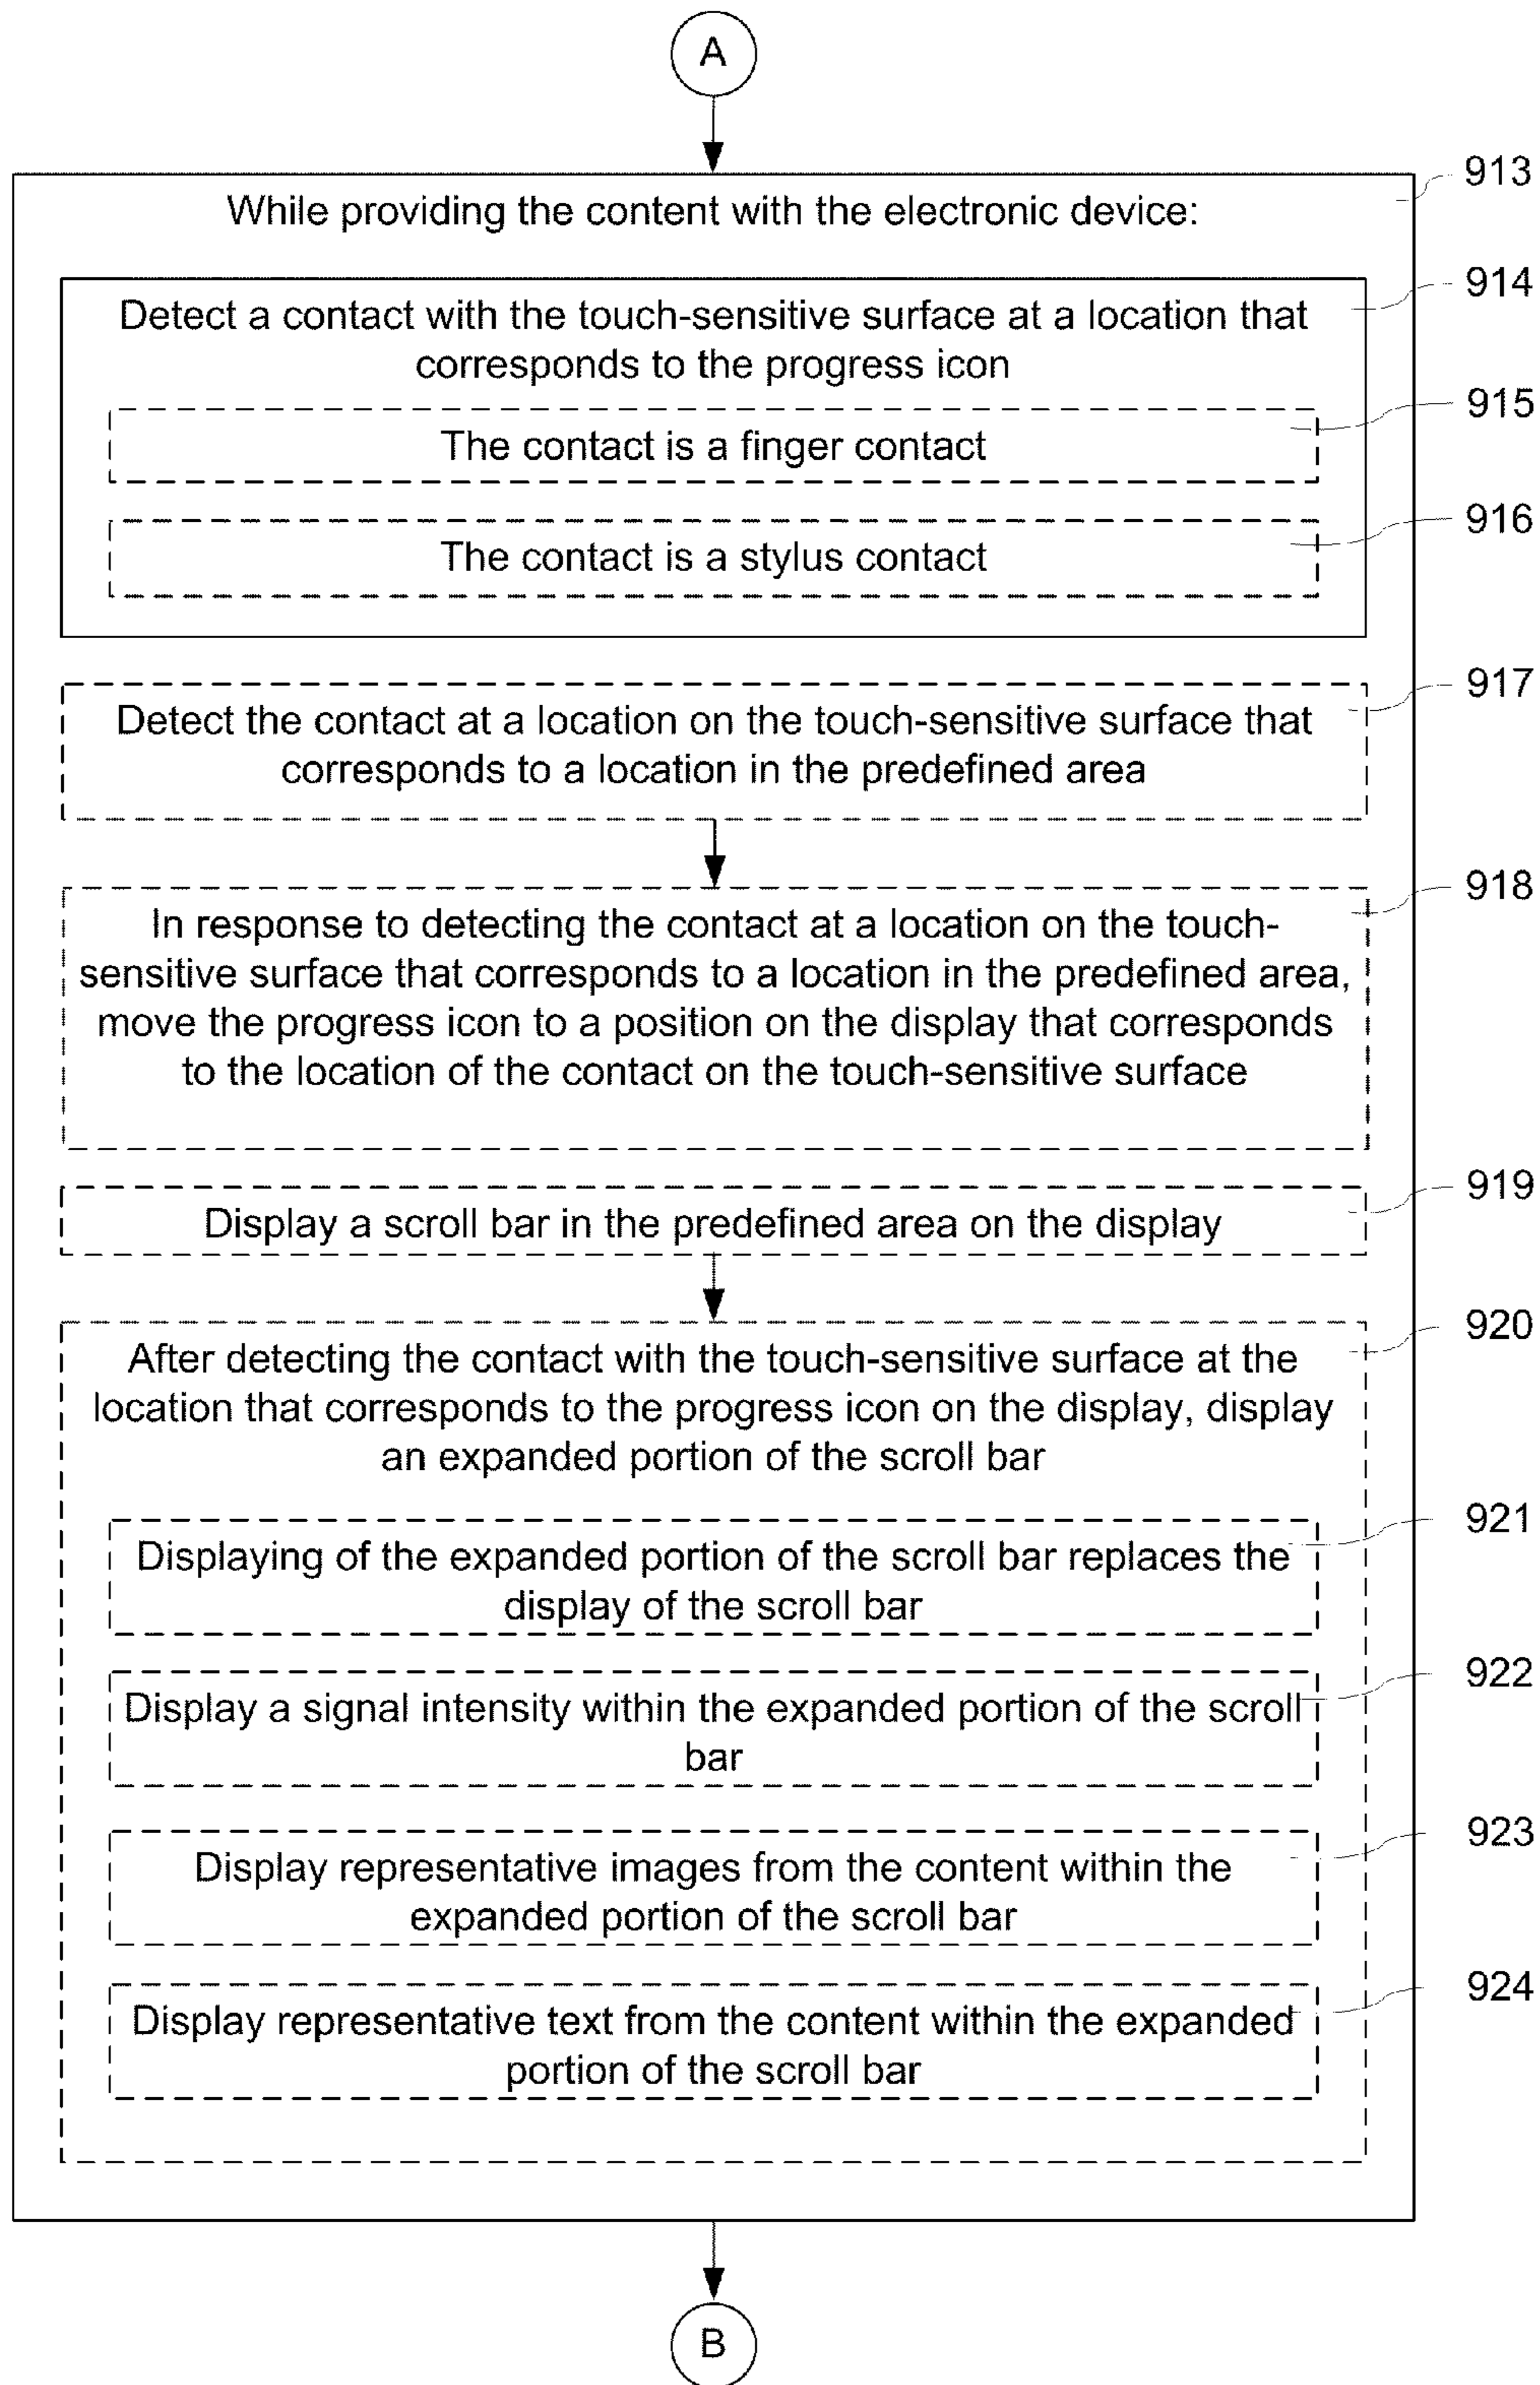 A
913
While providing the content with the electronic device:
914
Detect a contact with the touch-sensitive surface at a location that
corresponds to the progress icon
915
The contact is a finger contact
916
The contact is a stylus contact
917
Detect the contact at a location on the touch-sensitive surface that
corresponds to a location in the predefined area
918
In response to detecting the contact at a location on the touch-
sensitive surface that corresponds to a location in the predefined area,
move the progress icon to a position on the display that corresponds
to the location of the contact on the touch-sensitive surface
919
Display a scroll bar in the predefined area on the display
920
After detecting the contact with the touch-sensitive surface at the
location that corresponds to the progress icon on the display, display
an expanded portion of the scroll bar
921
Displaying of the expanded portion of the scroll bar replaces the
display of the scroll bar
922
Display a signal intensity within the expanded portion of the scroll
bar
923
Display representative images from the content within the
expanded portion of the scroll bar
924
Display representative text from the content within the expanded
portion of the scroll bar
B